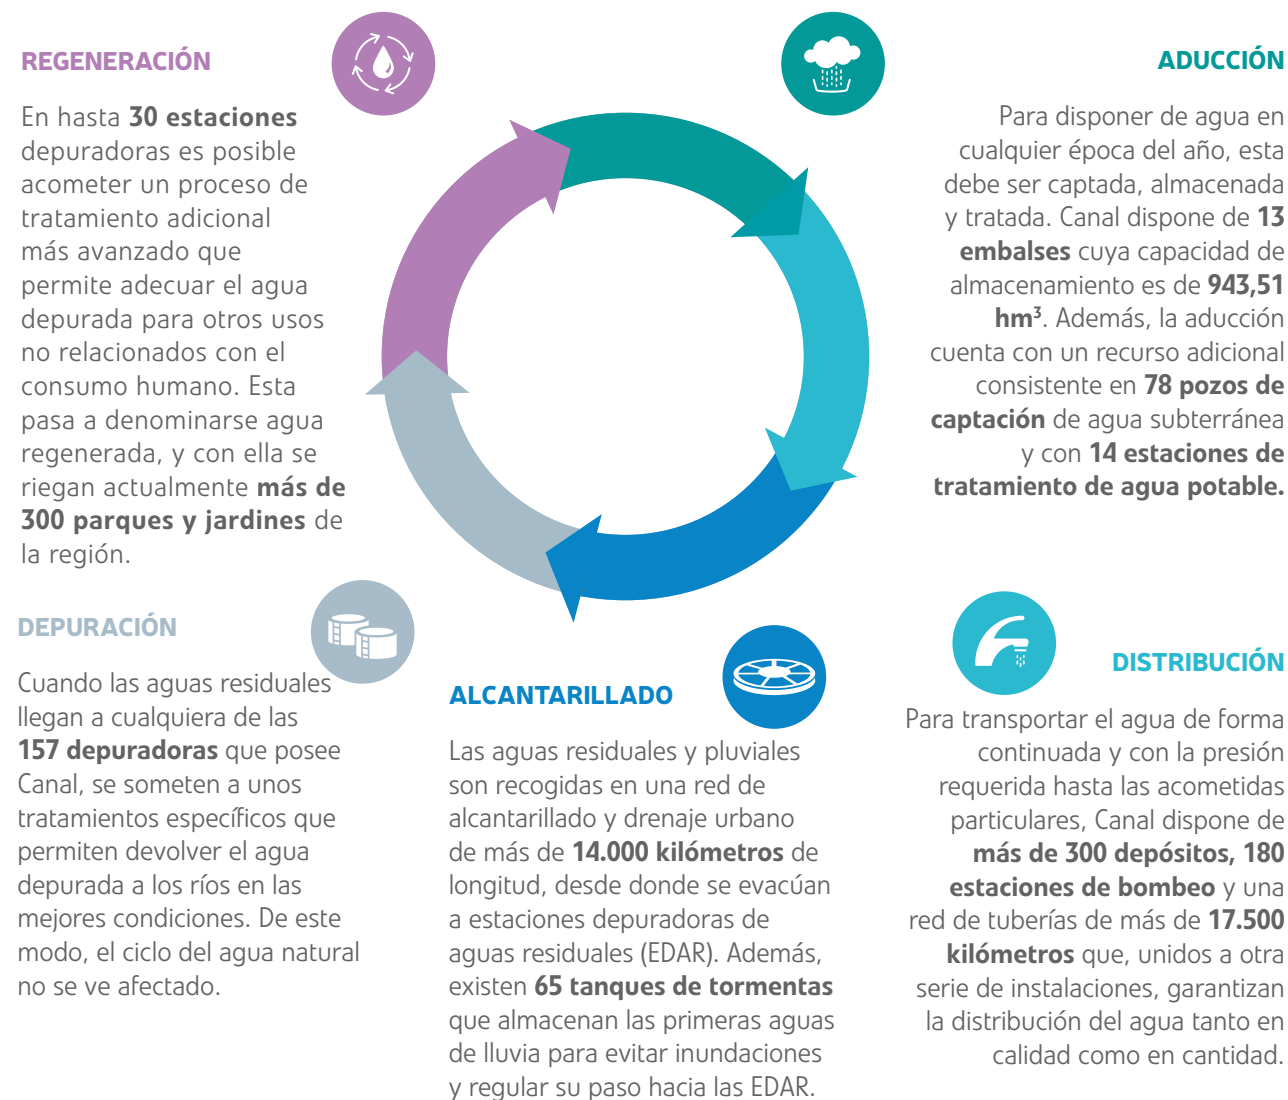 REGENERACIÓN
En hasta 30 estaciones
depuradoras es posible
acometer un proceso de
tratamiento adicional
más avanzado que
permite adecuar el agua
depurada para otros usos
no relacionados con el
consumo humano. Esta
pasa a denominarse agua
regenerada, y con ella se
riegan actualmente más de
300 parques y jardines de
la región.
ADUCCIÓN
Para disponer de agua en
cualquier época del año, esta
debe ser captada, almacenada
y tratada. Canal dispone de 13
embalses cuya capacidad de
almacenamiento es de 943,51
hm³. Además, la aducción
cuenta con un recurso adicional
consistente en 78 pozos de
captación de agua subterránea
y con 14 estaciones de
tratamiento de agua potable.
DEPURACIÓN
Cuando las aguas residuales
llegan a cualquiera de las
157 depuradoras que posee
Canal, se someten a unos
tratamientos específicos que
permiten devolver el agua
depurada a los ríos en las
mejores condiciones. De este
modo, el ciclo del agua natural
no se ve afectado.
ALCANTARILLADO
Las aguas residuales y pluviales
son recogidas en una red de
alcantarillado y drenaje urbano
de más de 14.000 kilómetros de
longitud, desde donde se evacúan
a estaciones depuradoras de
aguas residuales (EDAR). Además,
existen 65 tanques de tormentas
que almacenan las primeras aguas
de lluvia para evitar inundaciones
y regular su paso hacia las EDAR.
DISTRIBUCIÓN
Para transportar el agua de forma
continuada y con la presión
requerida hasta las acometidas
particulares, Canal dispone de
más de 300 depósitos, 180
estaciones de bombeo y una
red de tuberías de más de 17.500
kilómetros que, unidos a otra
serie de instalaciones, garantizan
la distribución del agua tanto en
calidad como en cantidad.